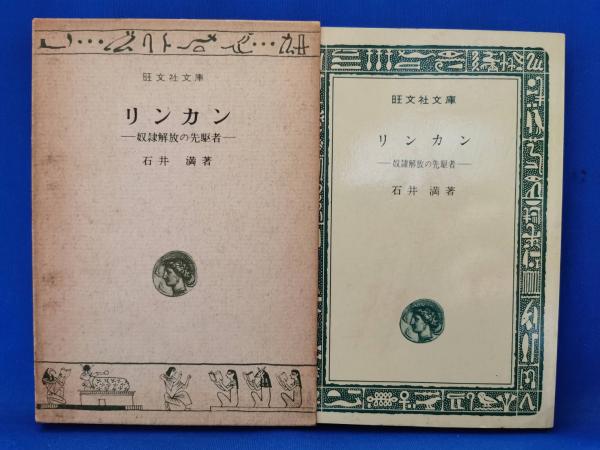 旺文社文庫
リンカン
―奴隷解放の先駆者―
石井 満著
旺文社文庫
リンカン
―奴隷解放の先駆者―
石井 満著